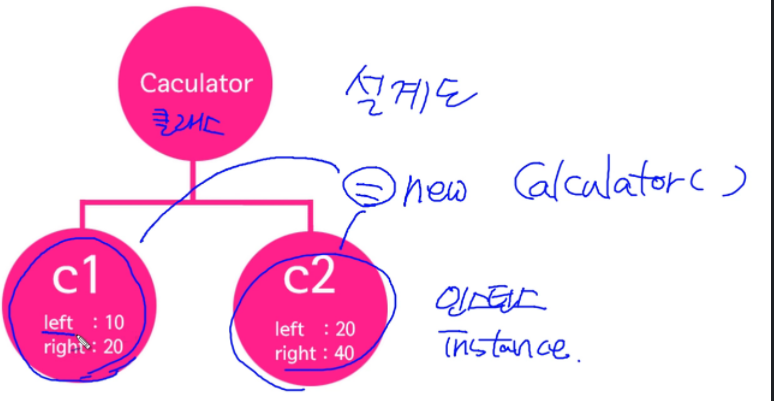 Caculator
클래스
설계도
= new Calculator()
c1
left : 10
right : 20
c2
left : 20
right : 40
인스턴스
instance.